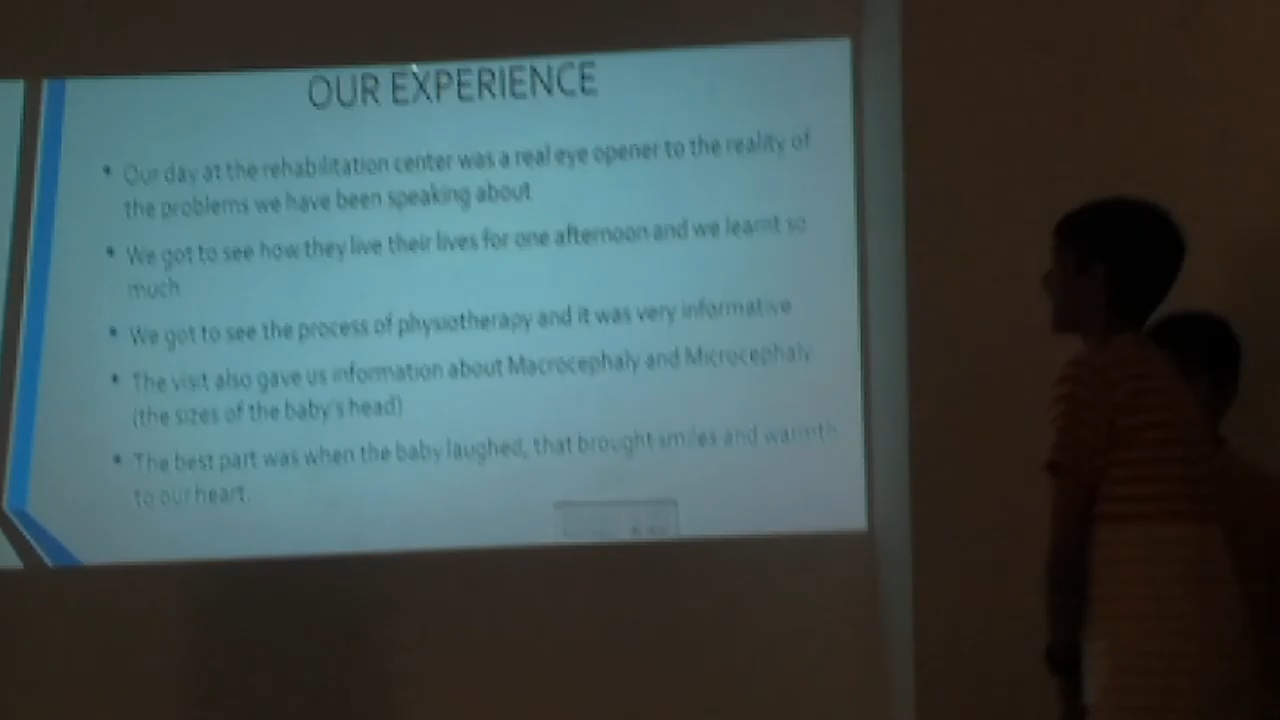 OUR EXPERIENCE
• Our day at the rehabilitation center was a real eye opener to the reality of
the problems we have been speaking about
• We got to see how they live their lives for one afternoon and we learnt so
much
• We got to see the process of physiotherapy and it was very informative
• The visit also gave us information about Macrocephaly and Microcephaly
(the sizes of the baby's head)
• The best part was when the baby laughed, that brought smiles and warmth
to our heart.